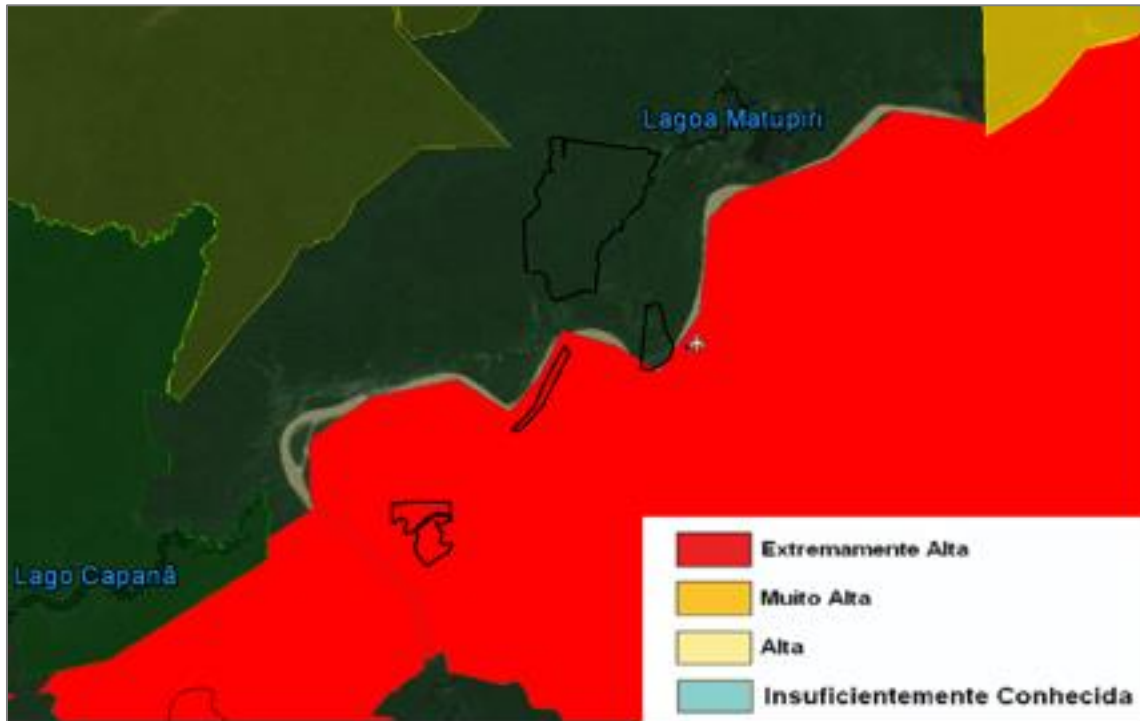 Lagoa Matupiri
Lago Capanã
Extremamente Alta
Muito Alta
Alta
Insuficientemente Conhecida